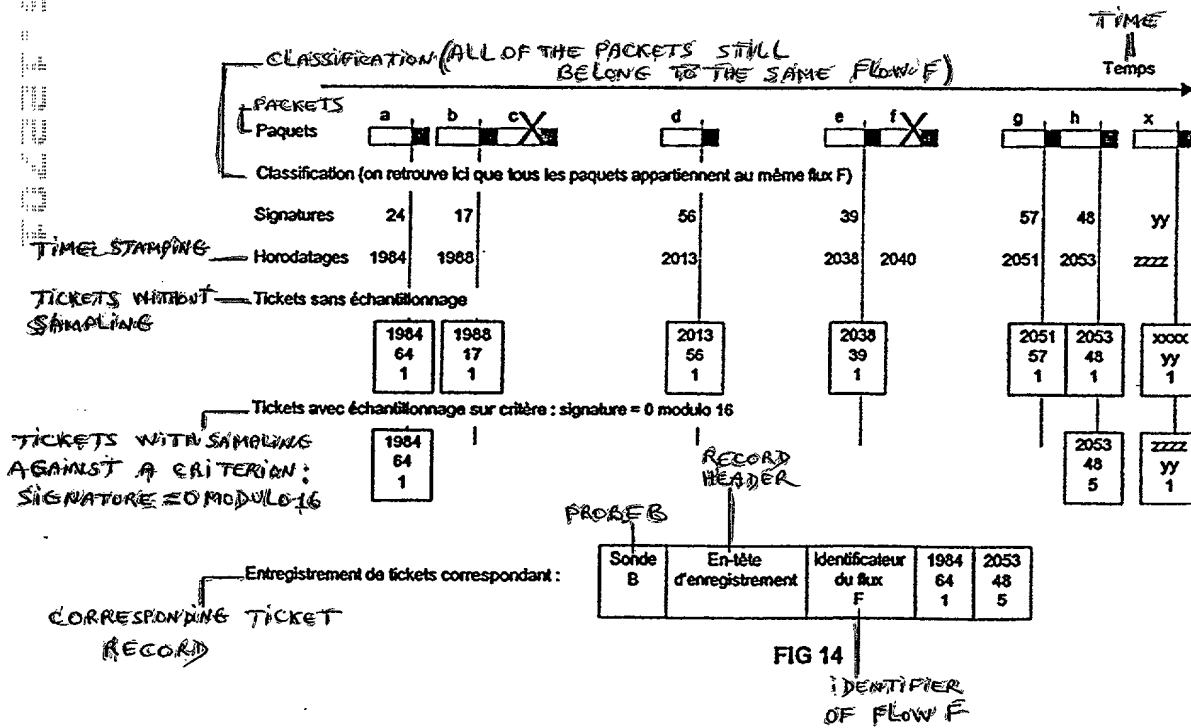 TIME
CLASSIFICATION (ALL OF THE PACKETS STILL
BELONG TO THE SAME FLOW F)
Temps
PACKETS
Paquets
a b c d e f g h x
Classification (on retrouve ici que tous les paquets appartiennent au même flux F)
Signatures 24 17 56 39 57 48 yy
TIME STAMPING
Horodatages 1984 1988 2013 2038 2040 2051 2053 zzzz
TICKETS WITHOUT
SAMPLING
Tickets sans échantillonnage
1984 1988 2013 2038 2051 2053 xxxx
64 17 56 39 57 48 yy
1 1 1 1 1 1 1
Tickets avec échantillonnage sur critère : signature = 0 modulo 16
TICKETS WITH SAMPLING
AGAINST A CRITERION:
SIGNATURE = 0 MODULO 16
1984 2053 zzzz
64 48 yy
1 5 1
RECORD
HEADER
PROBE B
Entregistrement de tickets correspondant :
Sonde En-tête Identificateur 1984 2053
B d'enregistrement du flux 64 48
F 1 5
CORRESPONDING TICKET
RECORD
FIG 14
IDENTIFIER
OF FLOW F